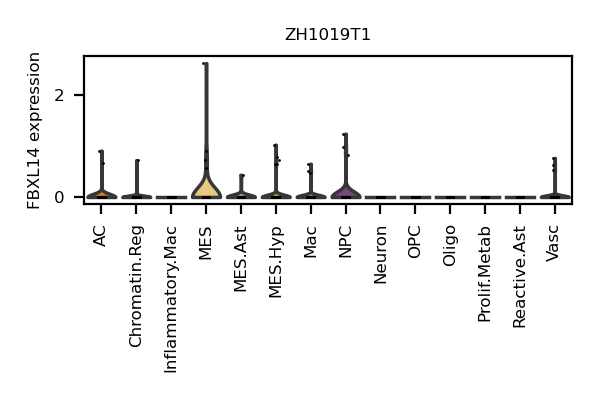 ZH1019T1
FBXL14 expression
2
0
AC
Chromatin.Reg
Inflammatory.Mac
MES
MES.Ast
MES.Hyp
Mac
NPC
Neuron
OPC
Oligo
Prolif.Metab
Reactive.Ast
Vasc